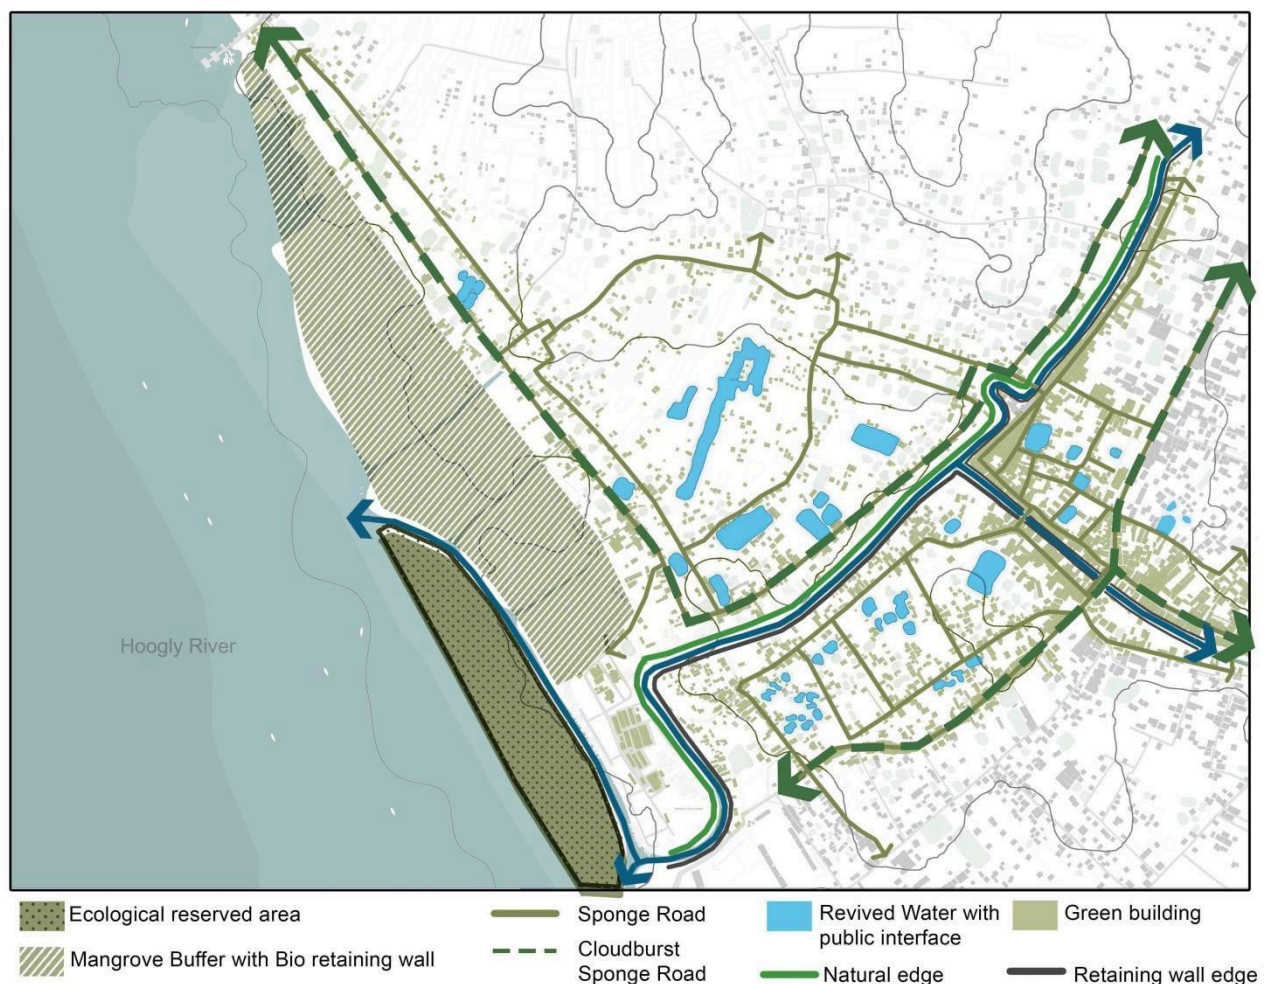 Hoogly River
Ecological reserved area
Mangrove Buffer with Bio retaining wall
Sponge Road
Cloudburst
Sponge Road
Revived Water with
public interface
Natural edge
Green building
Retaining wall edge